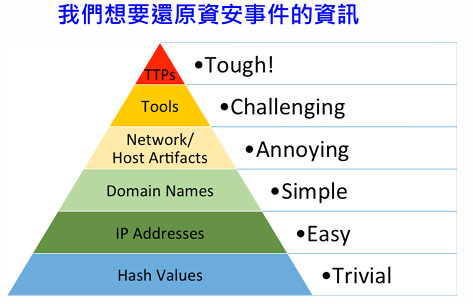 我們想要還原資安事件的資訊
TTPs
•Tough!
Tools
•Challenging
Network/
Host Artifacts
•Annoying
Domain Names
•Simple
IP Addresses
•Easy
Hash Values
•Trivial